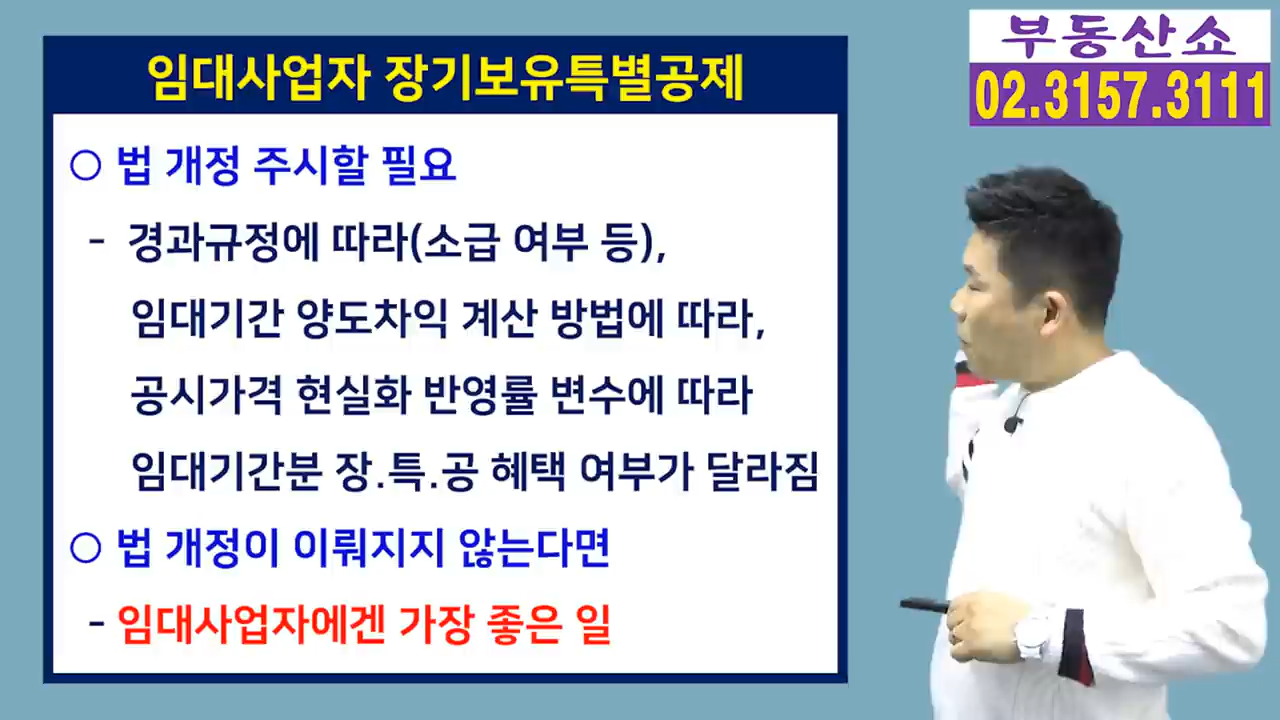 부동산쇼
02.3157.3111
임대사업자 장기보유특별공제
○ 법 개정 주시할 필요
- 경과규정에 따라(소급 여부 등),
임대기간 양도차익 계산 방법에 따라,
공시가격 현실화 반영률 변수에 따라
임대기간분 장.특.공 혜택 여부가 달라짐
○ 법 개정이 이뤄지지 않는다면
- 임대사업자에겐 가장 좋은 일